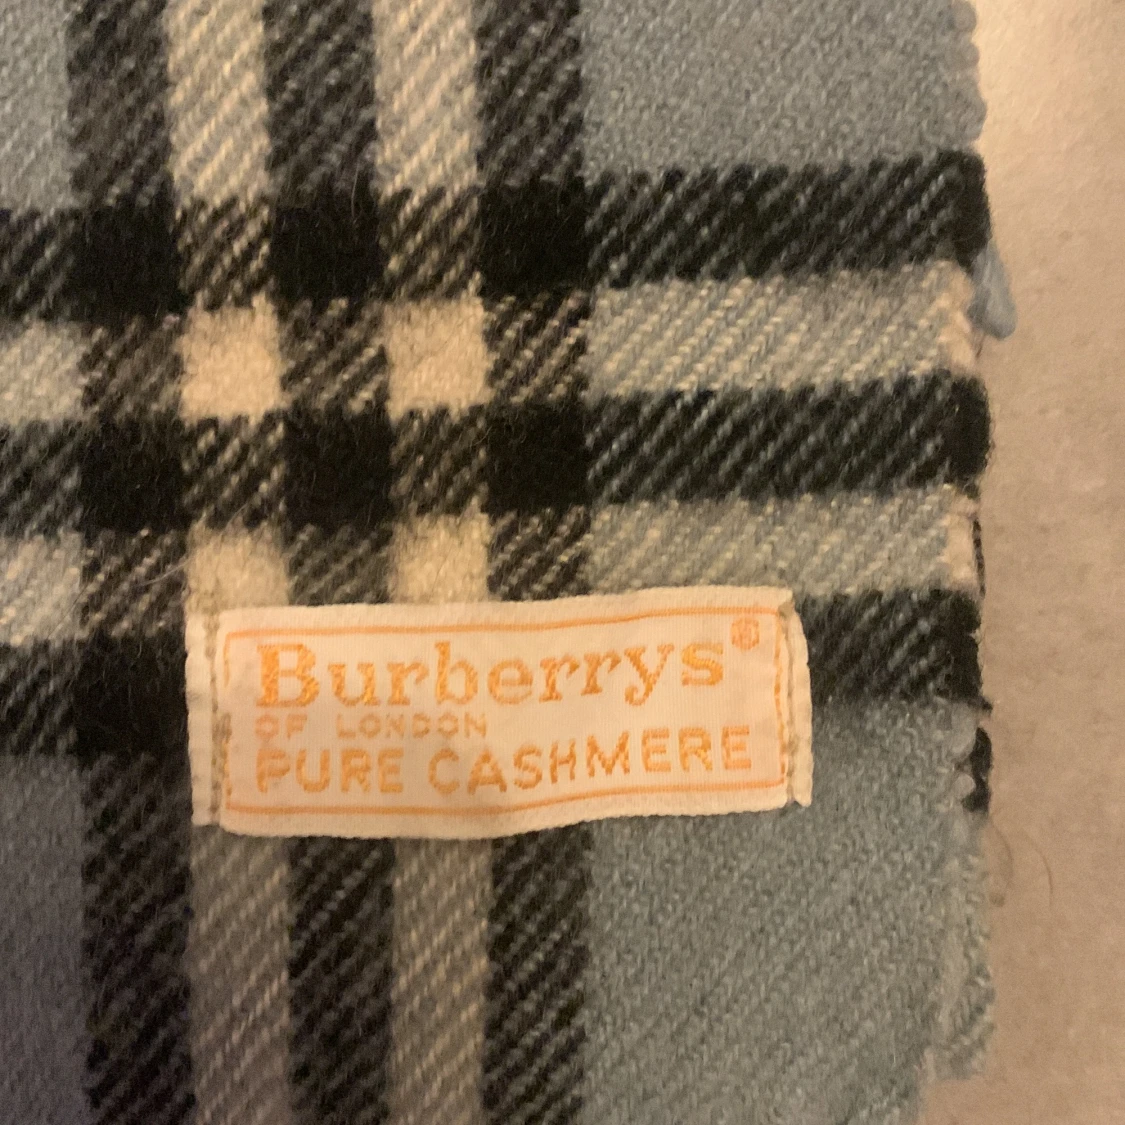 Burberrys®
OF LONDON
PURE CASHMERE